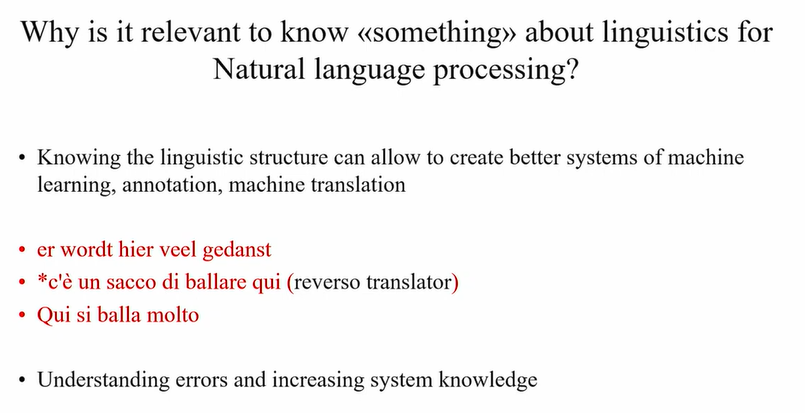 Why is it relevant to know «something» about linguistics for
Natural language processing?
• Knowing the linguistic structure can allow to create better systems of machine
learning, annotation, machine translation
• er wordt hier veel gedanst
• *c'è un sacco di ballare qui (reverso translator)
• Qui si balla molto
• Understanding errors and increasing system knowledge